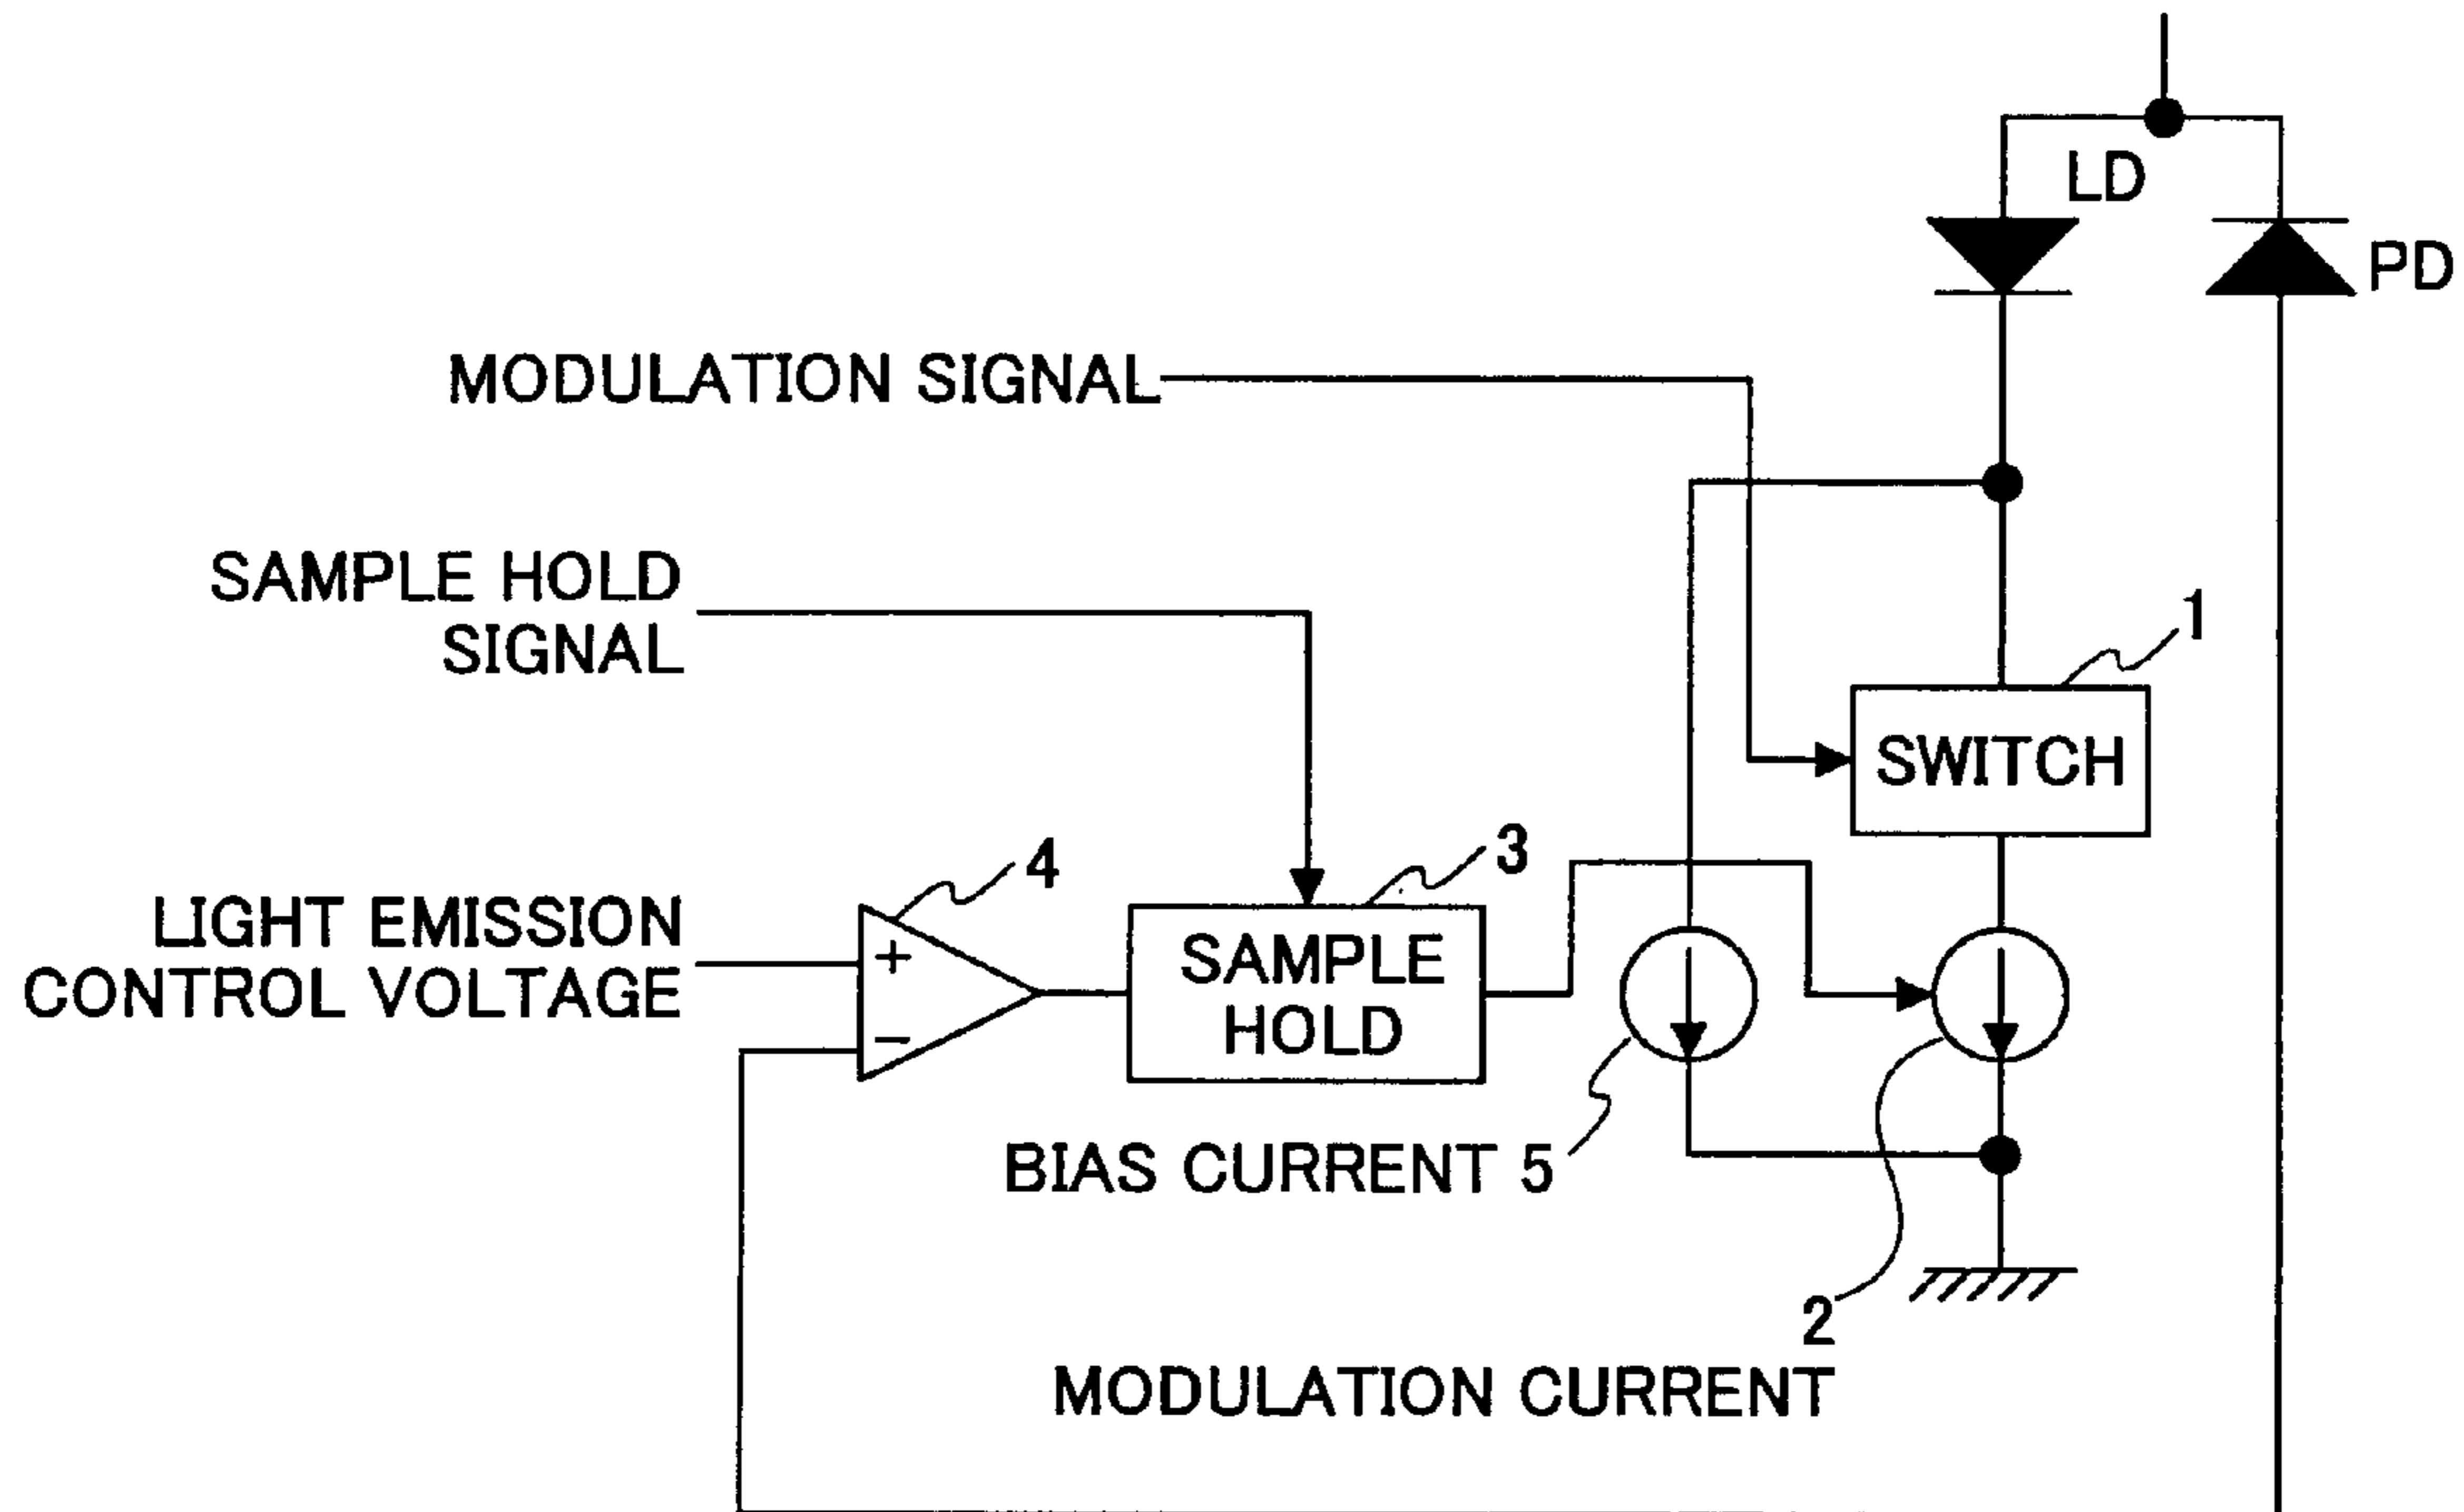 LD
PD
MODULATION SIGNAL
SAMPLE HOLD
SIGNAL
1
SWITCH
4
3
LIGHT EMISSION
CONTROL VOLTAGE
+
−
SAMPLE
HOLD
BIAS CURRENT 5
2
MODULATION CURRENT